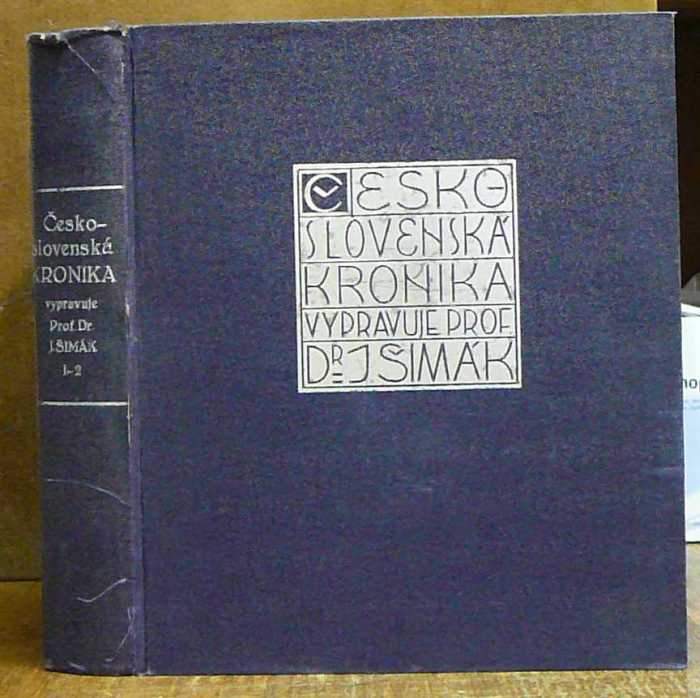 Česko-
slovenská
KRONIKA
vypravuje
Prof. Dr.
J. ŠIMÁK
1-2
ČESKO
SLOVENSKÁ
KRONIKA
VYPRAVUJE PROF.
DR J ŠIMÁK